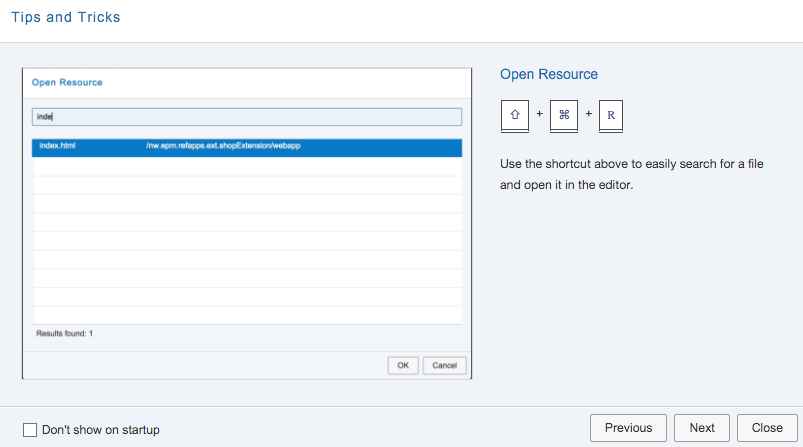 Tips and Tricks
Open Resource
inde
index.html /nw.epm.refapps.ext.shopExtension/webapp
Results found: 1
OK Cancel
Open Resource
⇧ + ⌘ + R
Use the shortcut above to easily search for a file
and open it in the editor.
Don't show on startup
Previous Next Close